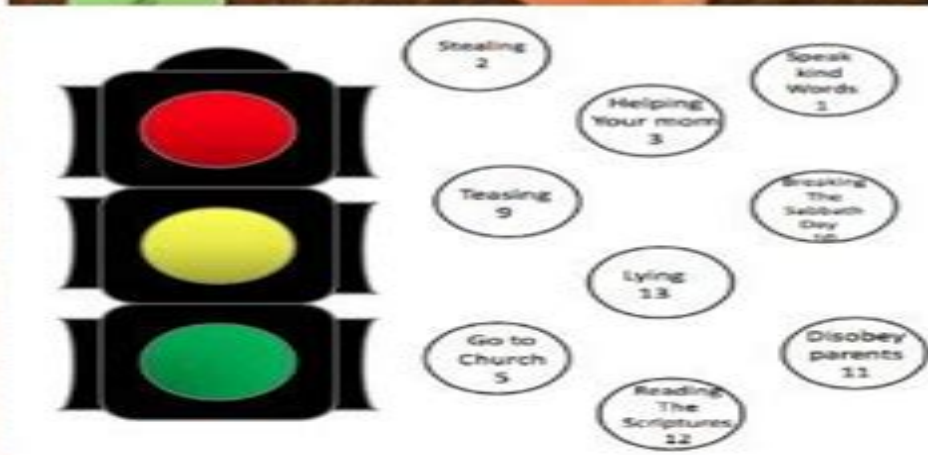 Stealing
2
Speak
kind
Words
1
Helping
Your mom
3
Teasing
9
Breaking
The
Sabbath
Day
10
Lying
13
Go to
Church
5
Disobey
parents
11
Reading
The
Scriptures
12